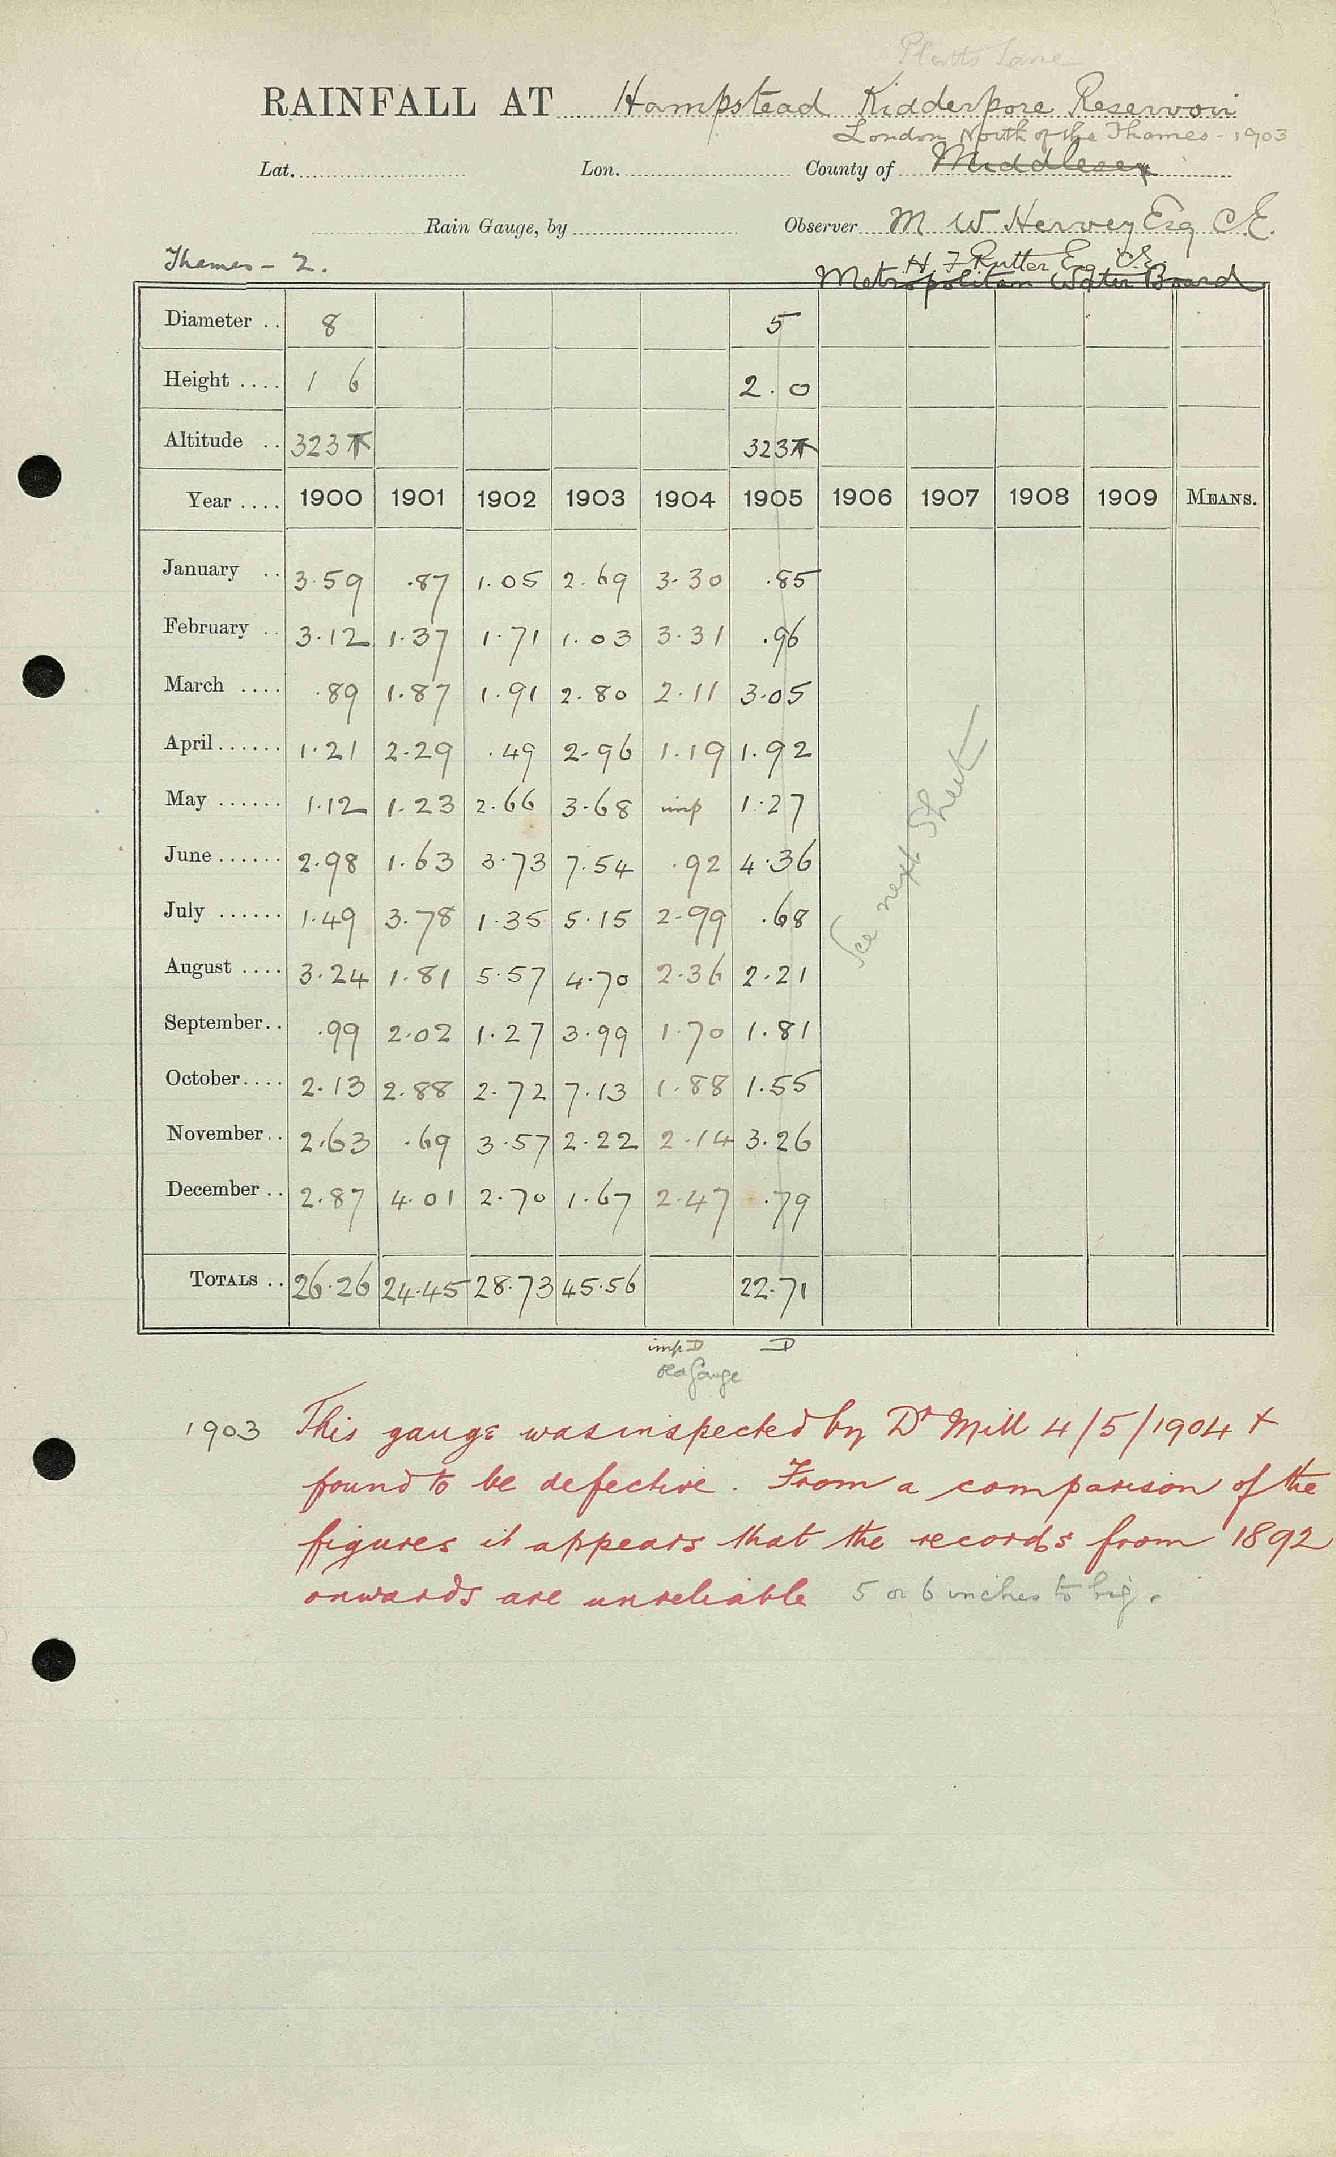 Platts Lane
RAINFALL AT Hampstead Kidderpore Reservoir
London North of the Thames - 1903
Lat. Lon. County of Middlesex
Rain Gauge, by Observer M W Hervey Esq C.E.
Thames - 2. H F Rutter Esq CE.
Metropolitan Water Board
Diameter .. 8 5
Height .... 1 6 2.0
Altitude .. 323 T 323 T
Year .... 1900 1901 1902 1903 1904 1905 1906 1907 1908 1909 MEANS.
January .. 3.59 .87 1.05 2.69 3.30 .85
February .. 3.12 1.37 1.71 1.03 3.31 .96
March .... .89 1.87 1.91 2.80 2.11 3.05
April...... 1.21 2.29 .49 2.96 1.19 1.92
May ...... 1.12 1.23 2.66 3.68 imp 1.27
June...... 2.98 1.63 3.73 7.54 .92 4.36
July ...... 1.49 3.78 1.35 5.15 2.99 .68
August .... 3.24 1.81 5.57 4.70 2.36 2.21
September.. .99 2.02 1.27 3.99 1.70 1.81
October.... 2.13 2.88 2.72 7.13 1.88 1.55
November.. 2.63 .69 3.57 2.22 2.14 3.26
December .. 2.87 4.01 2.70 1.67 2.47 .79
See next Sheet
TOTALS .. 26.26 24.45 28.73 45.56 22.71
imp D D
old Gauge
1903 This gauge was inspected by Dr Mill 4/5/1904 +
found to be defective. From a comparison of the
figures it appears that the records from 1892
onwards are unreliable 5 or 6 inches to big.